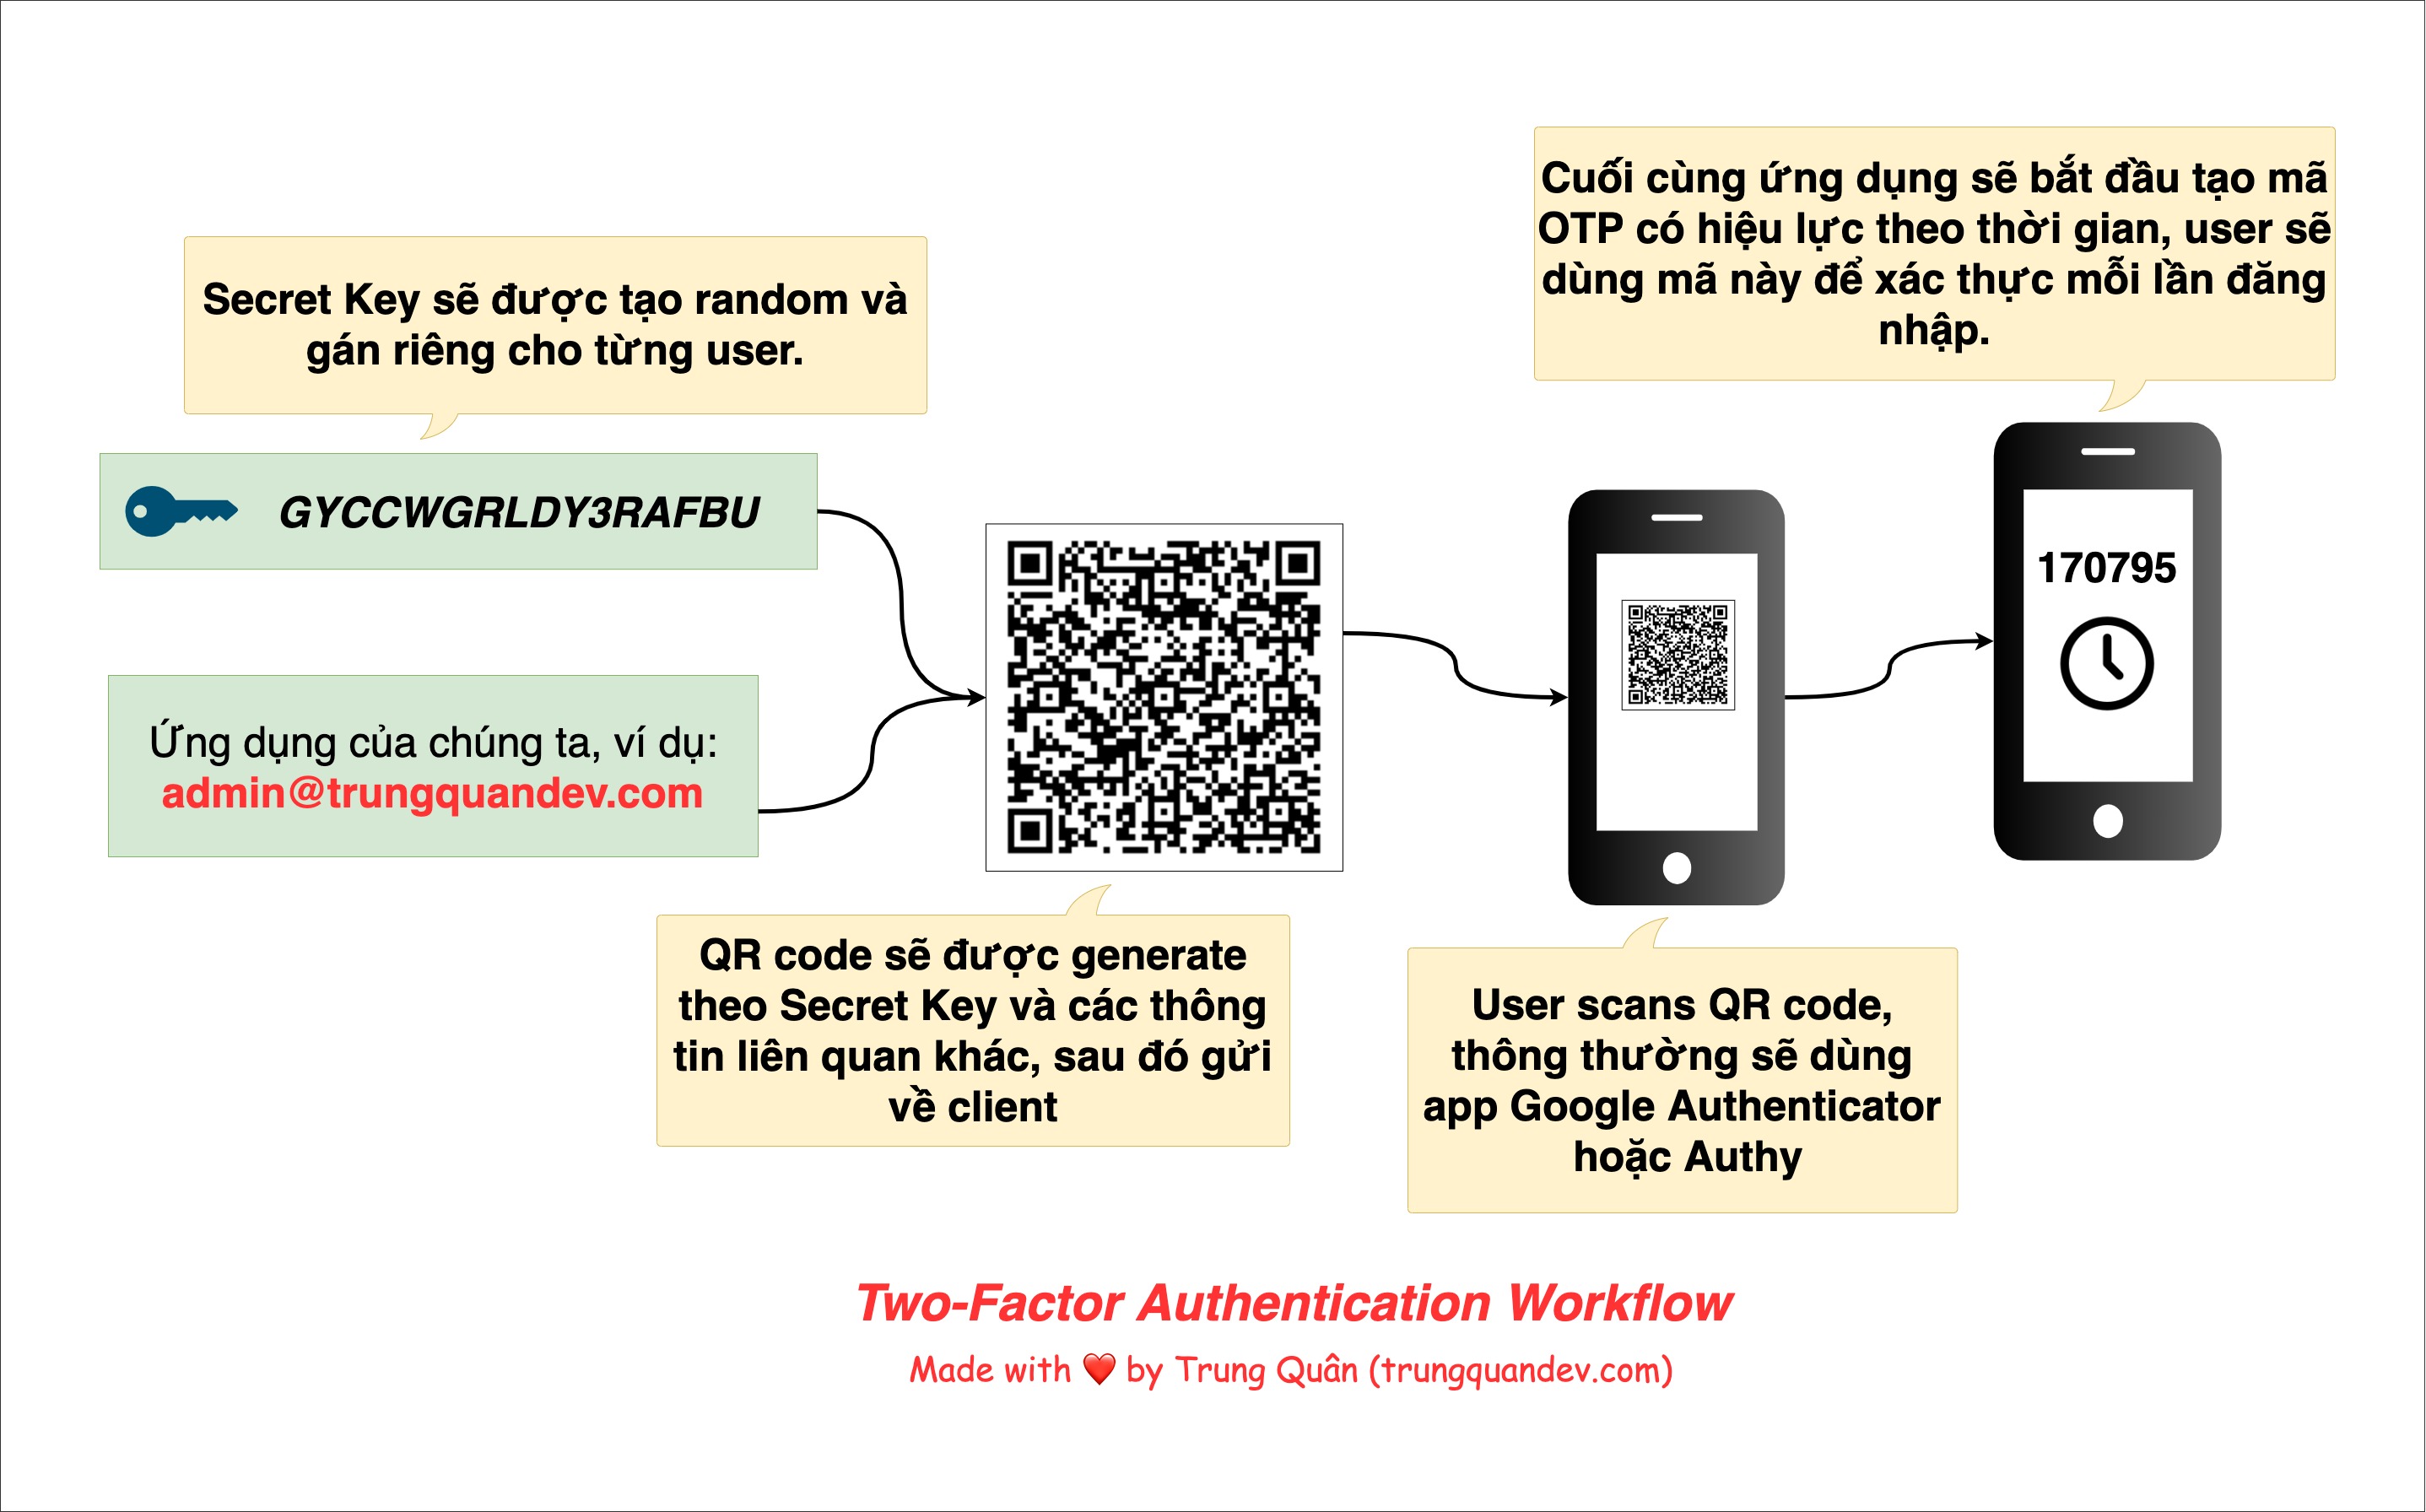 Cuối cùng ứng dụng sẽ bắt đầu tạo mã
OTP có hiệu lực theo thời gian, user sẽ
dùng mã này để xác thực mỗi lần đăng
nhập.
Secret Key sẽ được tạo random và
gán riêng cho từng user.
GYCCWGRLDY3RAFBU
170795
Ứng dụng của chúng ta, ví dụ:
admin@trungquandev.com
QR code sẽ được generate
theo Secret Key và các thông
tin liên quan khác, sau đó gửi
về client
User scans QR code,
thông thường sẽ dùng
app Google Authenticator
hoặc Authy
Two-Factor Authentication Workflow
Made with ❤️ by Trung Quân (trungquandev.com)